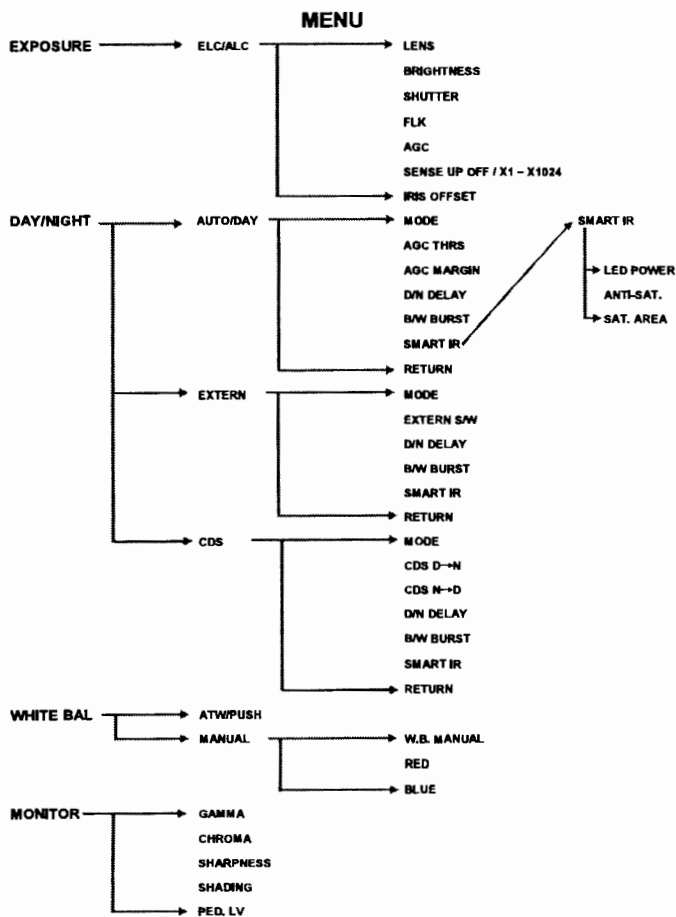 MENU
EXPOSURE ELC/ALC LENS
BRIGHTNESS
SHUTTER
FLK
AGC
SENSE UP OFF / X1 – X1024
IRIS OFFSET
DAY/NIGHT AUTO/DAY MODE SMART IR
AGC THRS
AGC MARGIN LED POWER
D/N DELAY ANTI-SAT.
B/W BURST SAT. AREA
SMART IR
RETURN
EXTERN MODE
EXTERN S/W
D/N DELAY
B/W BURST
SMART IR
RETURN
CDS MODE
CDS D→N
CDS N→D
D/N DELAY
B/W BURST
SMART IR
RETURN
WHITE BAL ATW/PUSH
MANUAL W.B. MANUAL
RED
BLUE
MONITOR GAMMA
CHROMA
SHARPNESS
SHADING
PED. LV